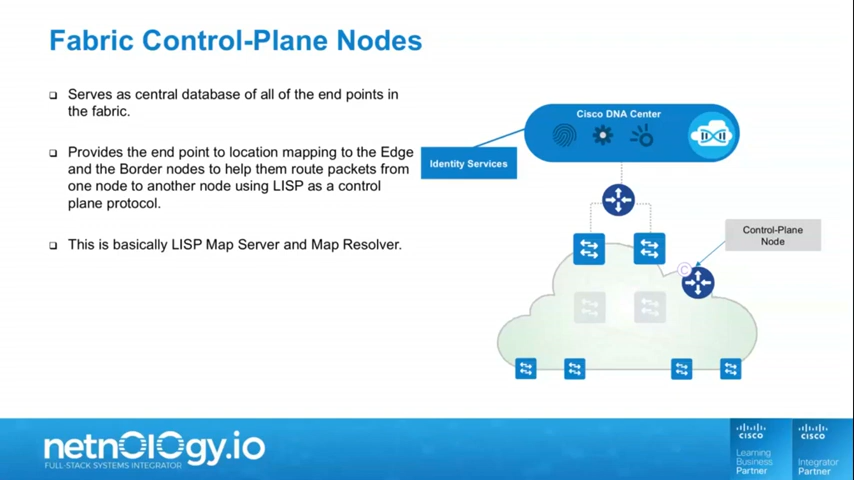 Fabric Control-Plane Nodes
Serves as central database of all of the end points in
the fabric.
Provides the end point to location mapping to the Edge
and the Border nodes to help them route packets from
one node to another node using LISP as a control
plane protocol.
This is basically LISP Map Server and Map Resolver.
Cisco DNA Center
Identity Services
Control-Plane
Node
C
netnology.io
FULL-STACK SYSTEMS INTEGRATOR
CISCO
Learning
Business
Partner
CISCO
Integrator
Partner